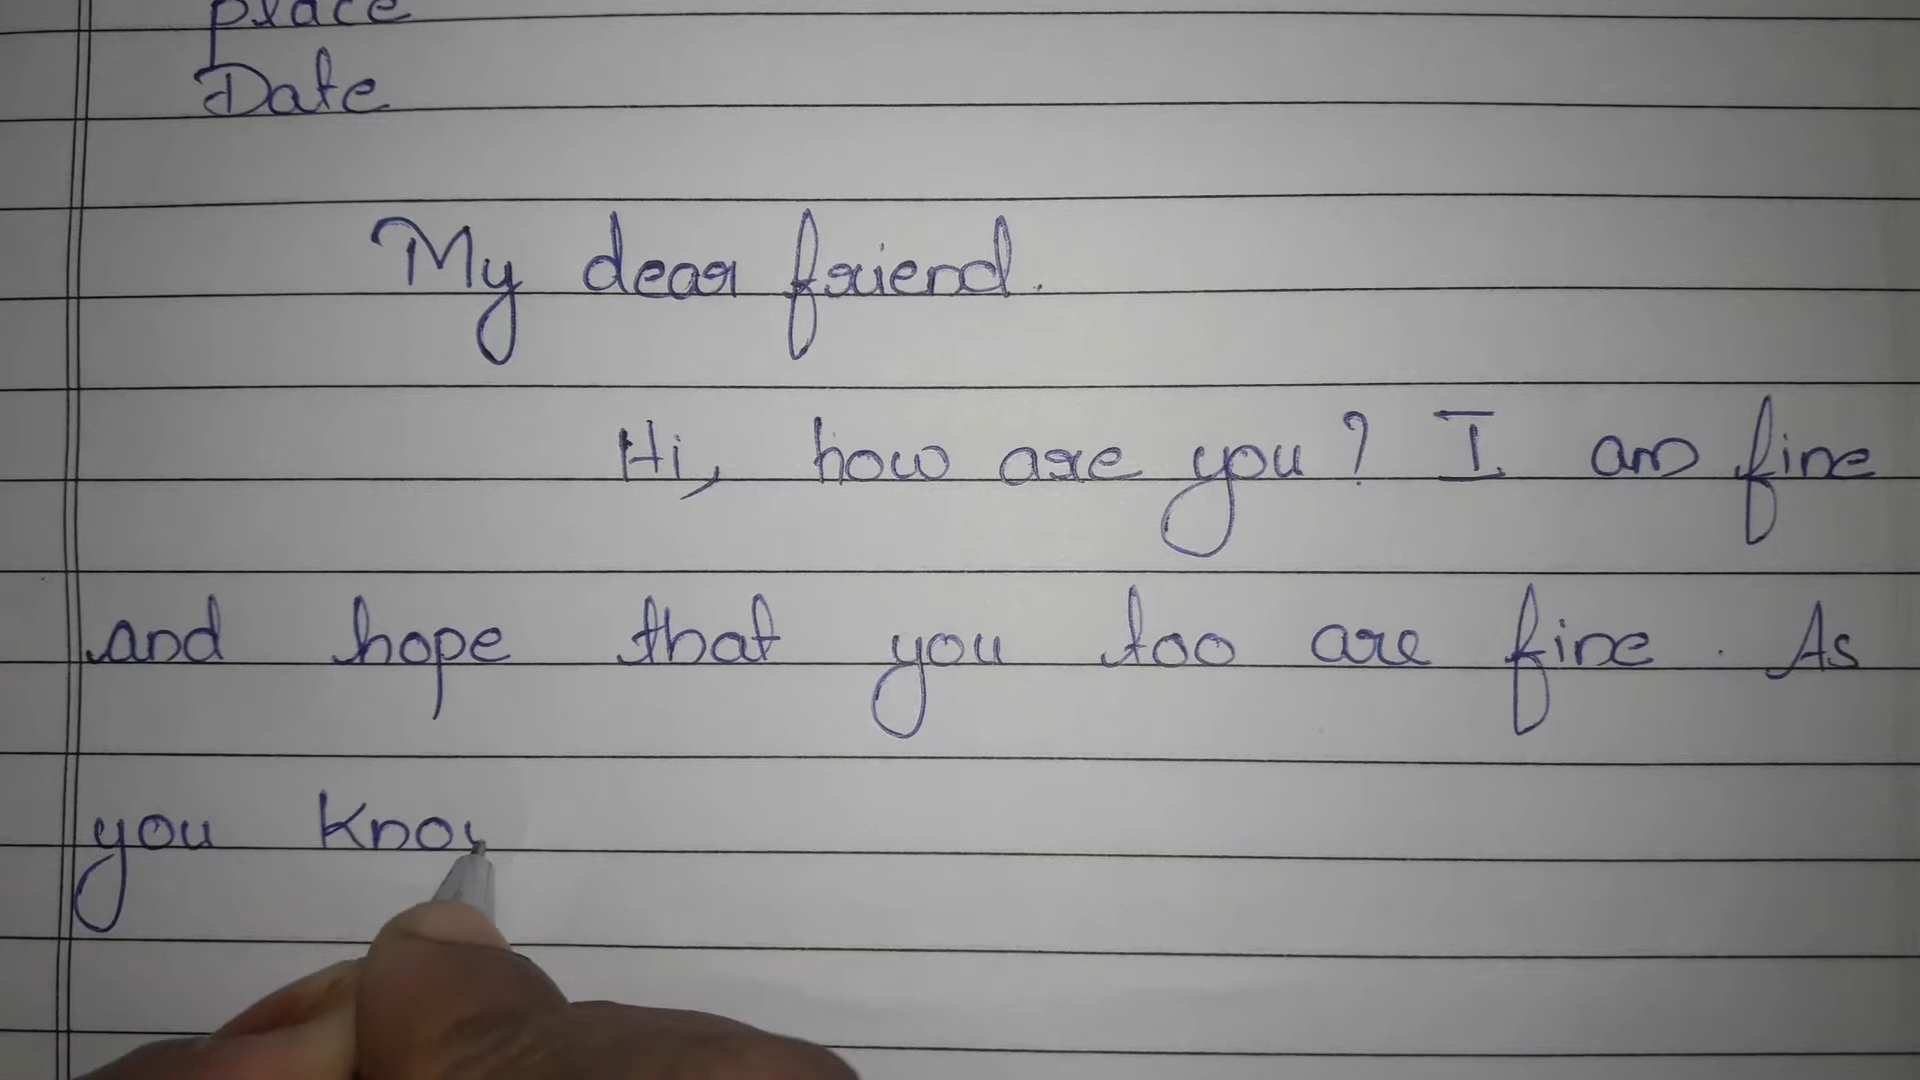 Place
Date
My dear friend.
Hi, how are you? I am fine
and hope that you too are fine. As
you